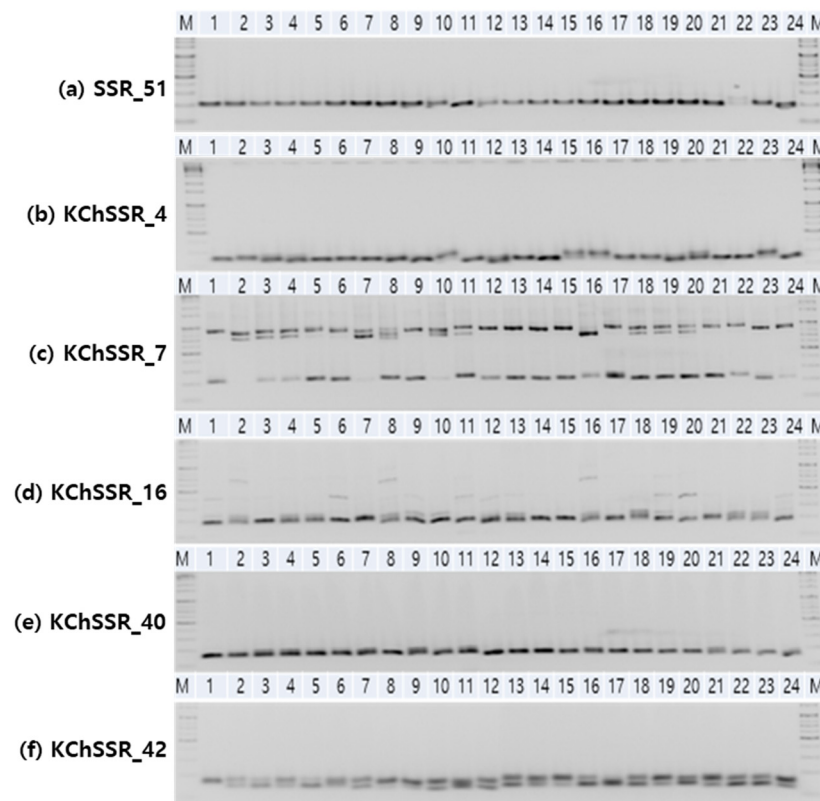 M 1 2 3 4 5 6 7 8 9 10 11 12 13 14 15 16 17 18 19 20 21 22 23 24 M
(a) SSR_51
M 1 2 3 4 5 6 7 8 9 10 11 12 13 14 15 16 17 18 19 20 21 22 23 24 M
(b) KChSSR_4
M 1 2 3 4 5 6 7 8 9 10 11 12 13 14 15 16 17 18 19 20 21 22 23 24 M
(c) KChSSR_7
M 1 2 3 4 5 6 7 8 9 10 11 12 13 14 15 16 17 18 19 20 21 22 23 24 M
(d) KChSSR_16
M 1 2 3 4 5 6 7 8 9 10 11 12 13 14 15 16 17 18 19 20 21 22 23 24 M
(e) KChSSR_40
M 1 2 3 4 5 6 7 8 9 10 11 12 13 14 15 16 17 18 19 20 21 22 23 24 M
(f) KChSSR_42